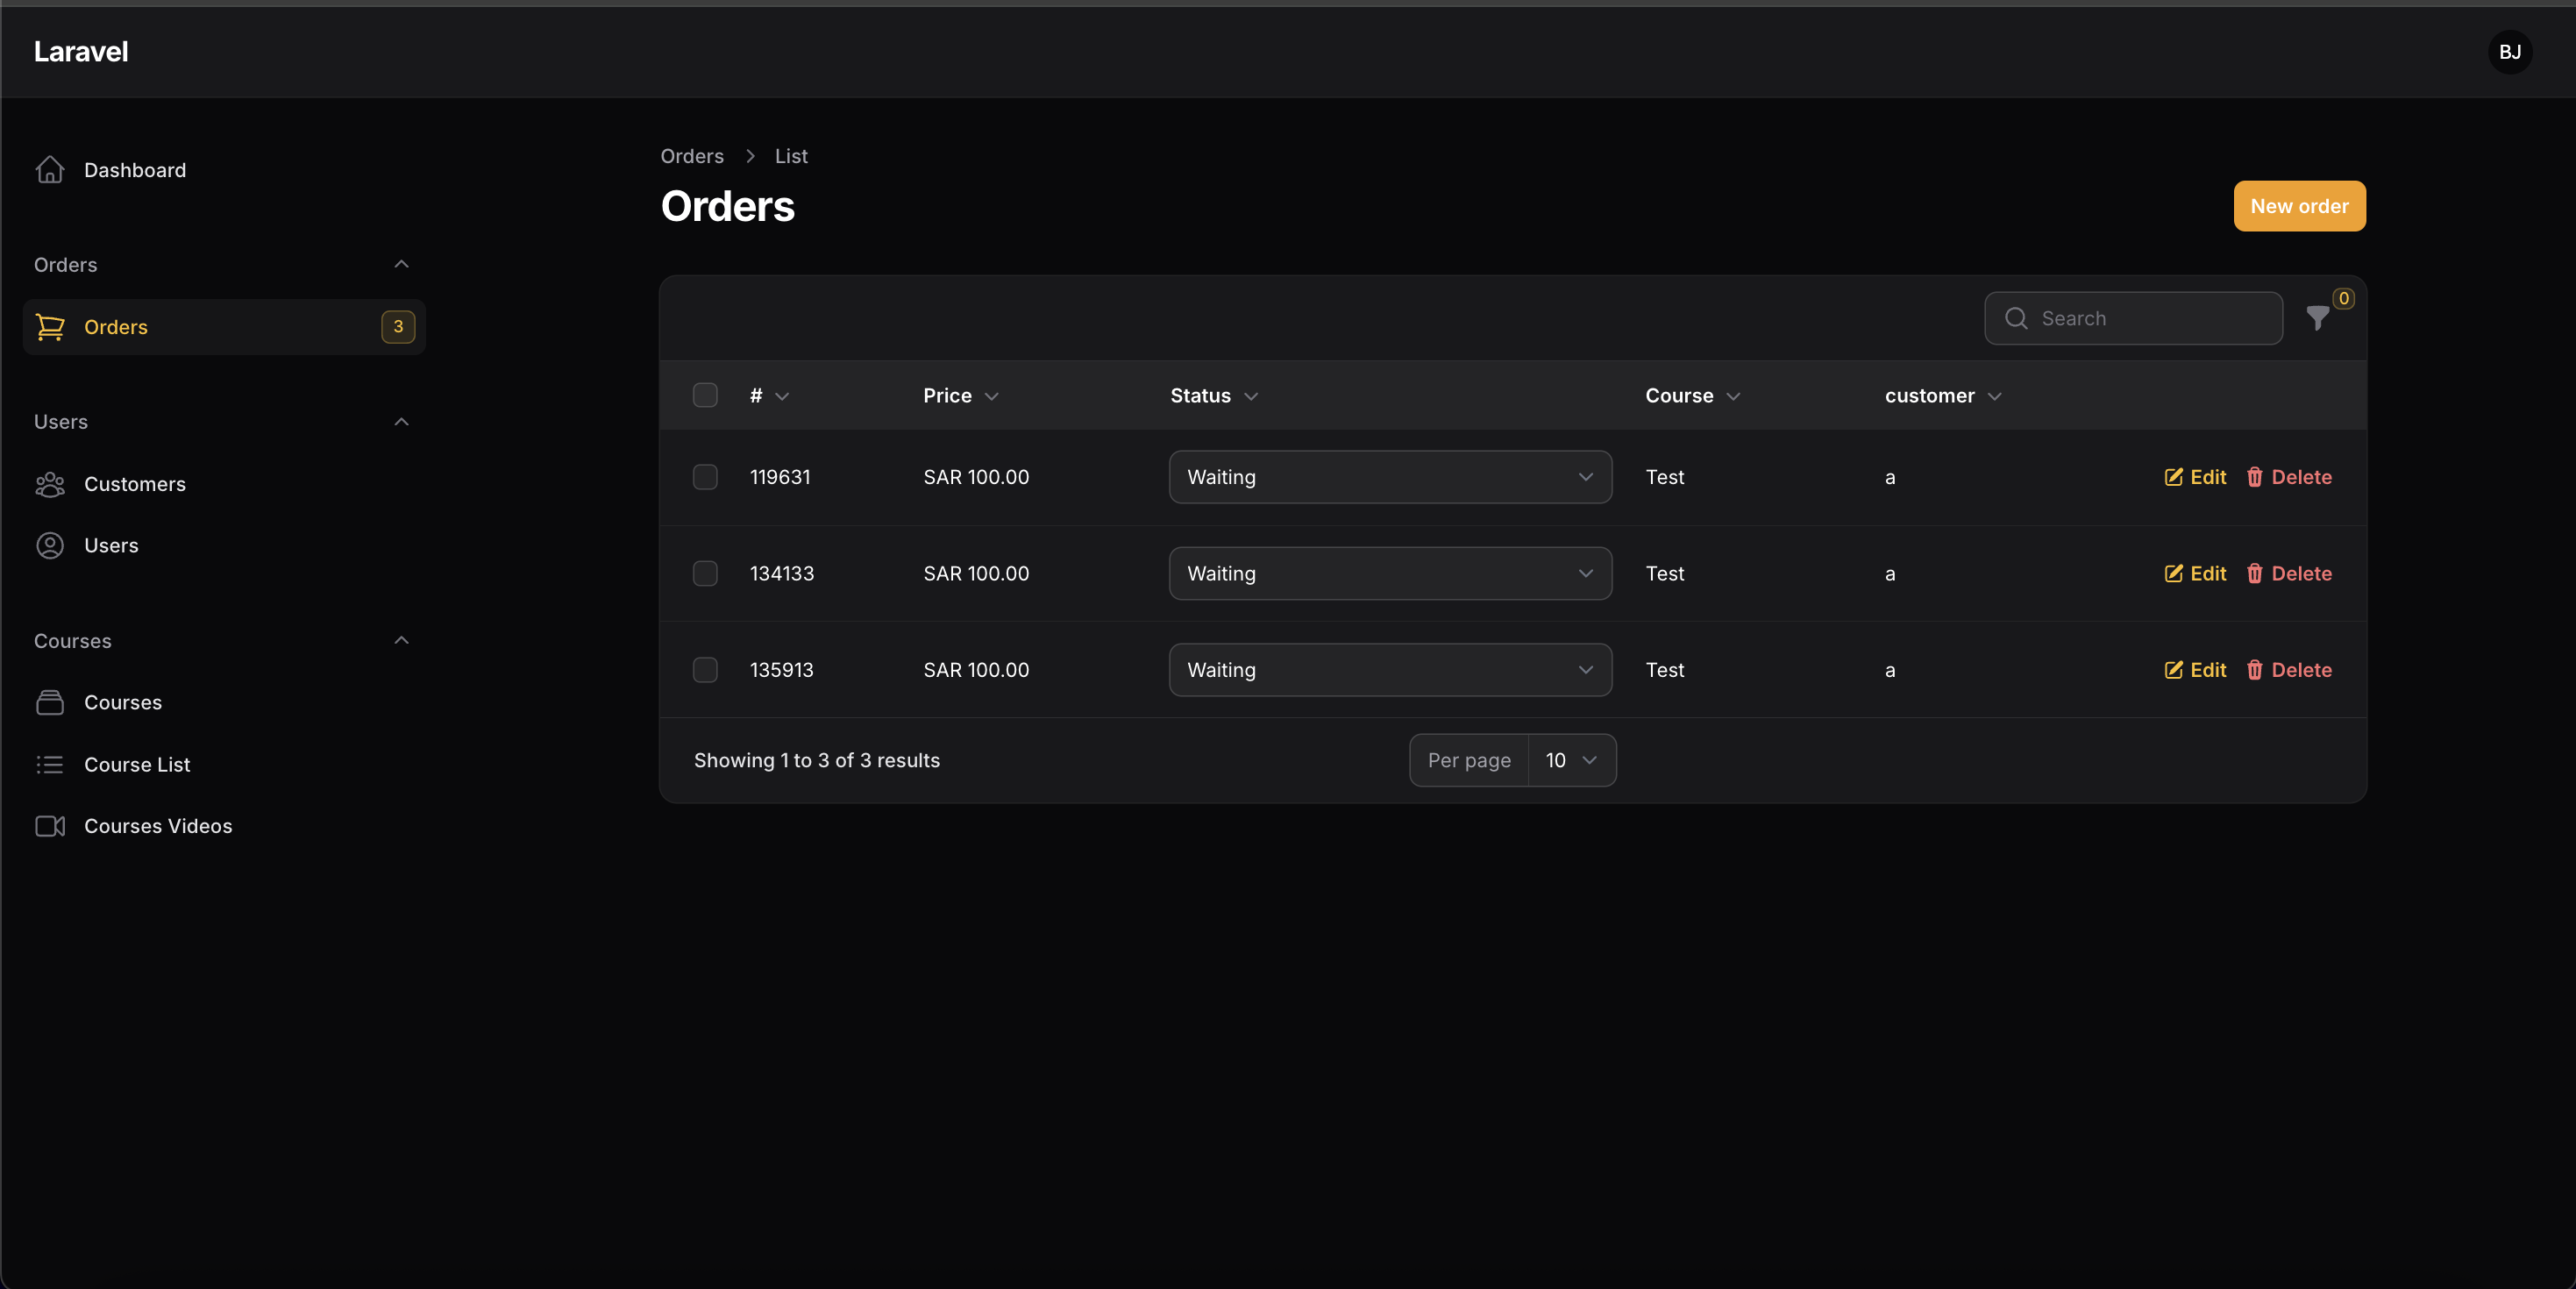 Laravel
BJ
Dashboard
Orders
Orders 3
Users
Customers
Users
Courses
Courses
Course List
Courses Videos
Orders List
Orders
New order
Search 0
# Price Status Course customer
119631 SAR 100.00 Waiting Test a Edit Delete
134133 SAR 100.00 Waiting Test a Edit Delete
135913 SAR 100.00 Waiting Test a Edit Delete
Showing 1 to 3 of 3 results Per page 10